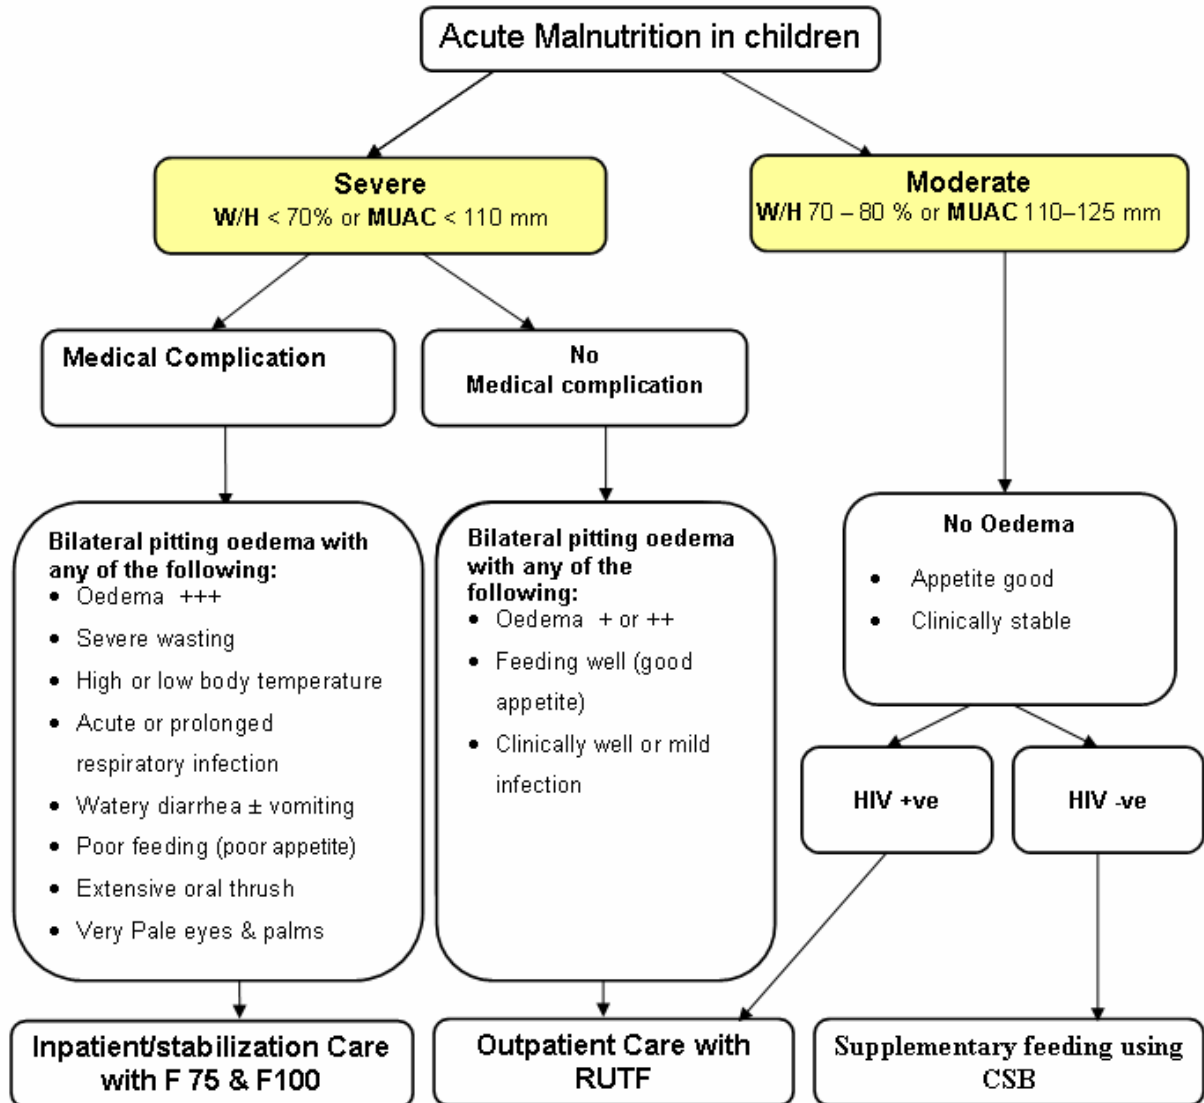 Acute Malnutrition in children
Severe
W/H < 70% or MUAC < 110 mm
Moderate
W/H 70 – 80 % or MUAC 110–125 mm
Medical Complication
No
Medical complication
Bilateral pitting oedema with
any of the following:
• Oedema +++
• Severe wasting
• High or low body temperature
• Acute or prolonged
respiratory infection
• Watery diarrhea ± vomiting
• Poor feeding (poor appetite)
• Extensive oral thrush
• Very Pale eyes & palms
Bilateral pitting oedema
with any of the
following:
• Oedema + or ++
• Feeding well (good
appetite)
• Clinically well or mild
infection
No Oedema
• Appetite good
• Clinically stable
HIV +ve
HIV -ve
Inpatient/stabilization Care
with F 75 & F100
Outpatient Care with
RUTF
Supplementary feeding using
CSB